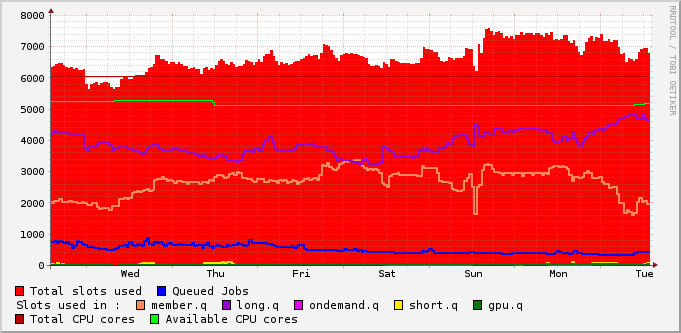 8000
7000
6000
5000
4000
3000
2000
1000
0
Wed Thu Fri Sat Sun Mon Tue
Total slots used Queued Jobs
Slots used in : member.q long.q ondemand.q short.q gpu.q
Total CPU cores Available CPU cores
RRDTOOL / TOBI OETIKER